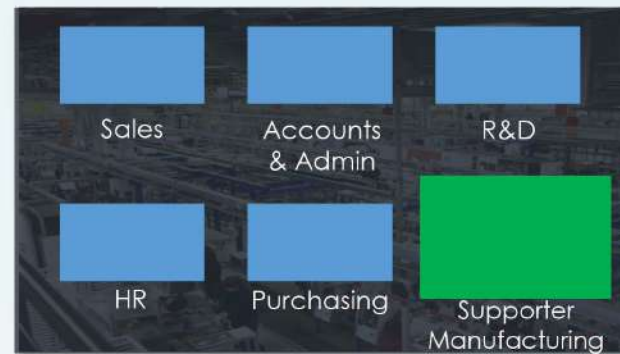 Sales
Accounts
& Admin
R&D
HR
Purchasing
Supporter
Manufacturing